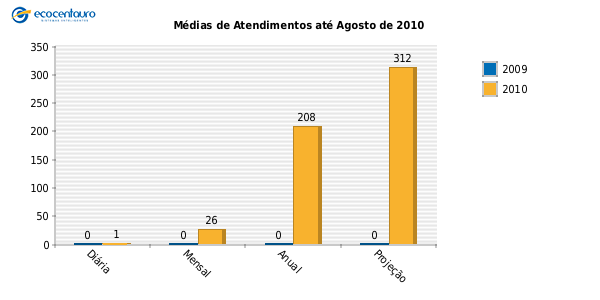 ecocentauro
Médias de Atendimentos até Agosto de 2010
350
300
250
200
150
100
50
0
0 1 0 26 0 208 0 312
Diária Mensal Anual Projeção
2009
2010